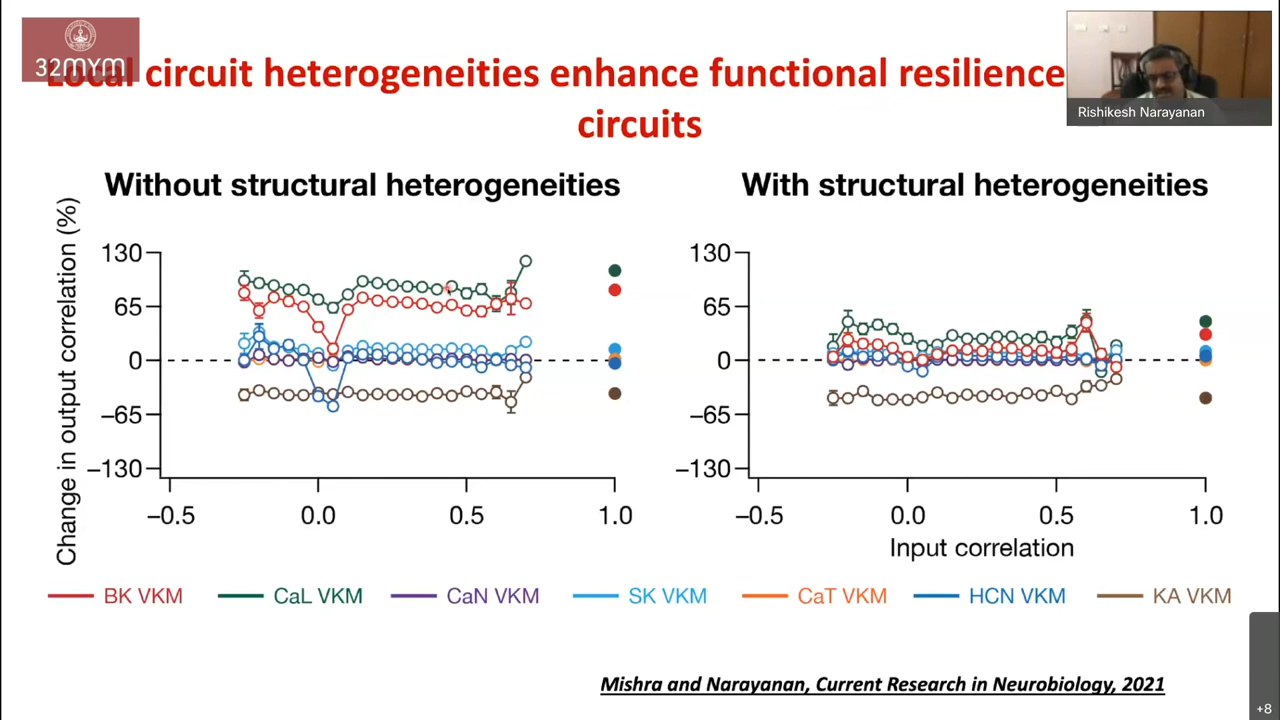 32MYM
Local circuit heterogeneities enhance functional resilience
circuits
Rishikesh Narayanan
Without structural heterogeneities
With structural heterogeneities
Change in output correlation (%)
130
65
0
−65
−130
−0.5
0.0
0.5
1.0
130
65
0
−65
−130
−0.5
0.0
0.5
1.0
Input correlation
BK VKM
CaL VKM
CaN VKM
SK VKM
CaT VKM
HCN VKM
KA VKM
Mishra and Narayanan, Current Research in Neurobiology, 2021
+8